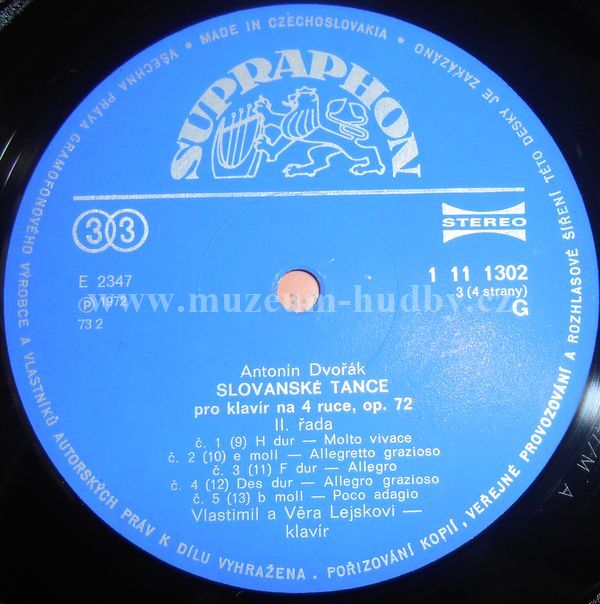 VŠECHNA PRÁVA GRAMOFONOVÉHO VÝROBCE A VLASTNÍKŮ AUTORSKÝCH PRÁV K DÍLU VYHRAŽENA. POŘIZOVÁNÍ KOPIÍ, VEŘEJNÉ PROVOZOVÁNÍ A ROZHLASOVÉ ŠÍŘENÍ TÉTO DESKY JE ZAKÁZÁNO • MADE IN CZECHOSLOVAKIA •
SUPRAPHON
33
STEREO
E 2347
1 11 1302
℗ 1972
3 (4 strany)
73 2
G
www.muzeum-hudby.cz
Antonín Dvořák
SLOVANSKÉ TANCE
pro klavír na 4 ruce, op. 72
II. řada
č. 1 (9) H dur — Molto vivace
č. 2 (10) e moll — Allegretto grazioso
č. 3 (11) F dur — Allegro
č. 4 (12) Des dur — Allegro grazioso
č. 5 (13) b moll — Poco adagio
Vlastimil a Věra Lejskovi —
klavír